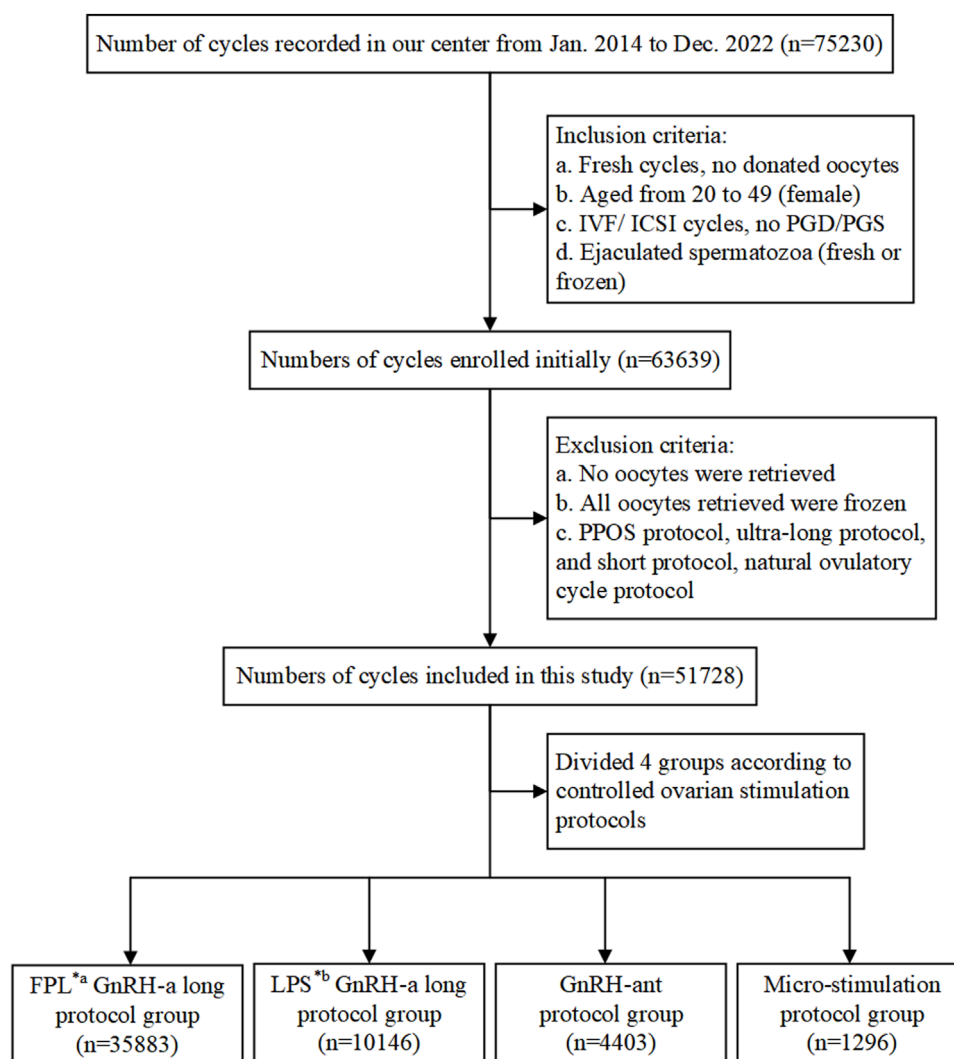 Number of cycles recorded in our center from Jan. 2014 to Dec. 2022 (n=75230)
Inclusion criteria:
a. Fresh cycles, no donated oocytes
b. Aged from 20 to 49 (female)
c. IVF/ ICSI cycles, no PGD/PGS
d. Ejaculated spermatozoa (fresh or
frozen)
Numbers of cycles enrolled initially (n=63639)
Exclusion criteria:
a. No oocytes were retrieved
b. All oocytes retrieved were frozen
c. PPOS protocol, ultra-long protocol,
and short protocol, natural ovulatory
cycle protocol
Numbers of cycles included in this study (n=51728)
Divided 4 groups according to
controlled ovarian stimulation
protocols
FPL*a GnRH-a long
protocol group
(n=35883)
LPS*b GnRH-a long
protocol group
(n=10146)
GnRH-ant
protocol group
(n=4403)
Micro-stimulation
protocol group
(n=1296)